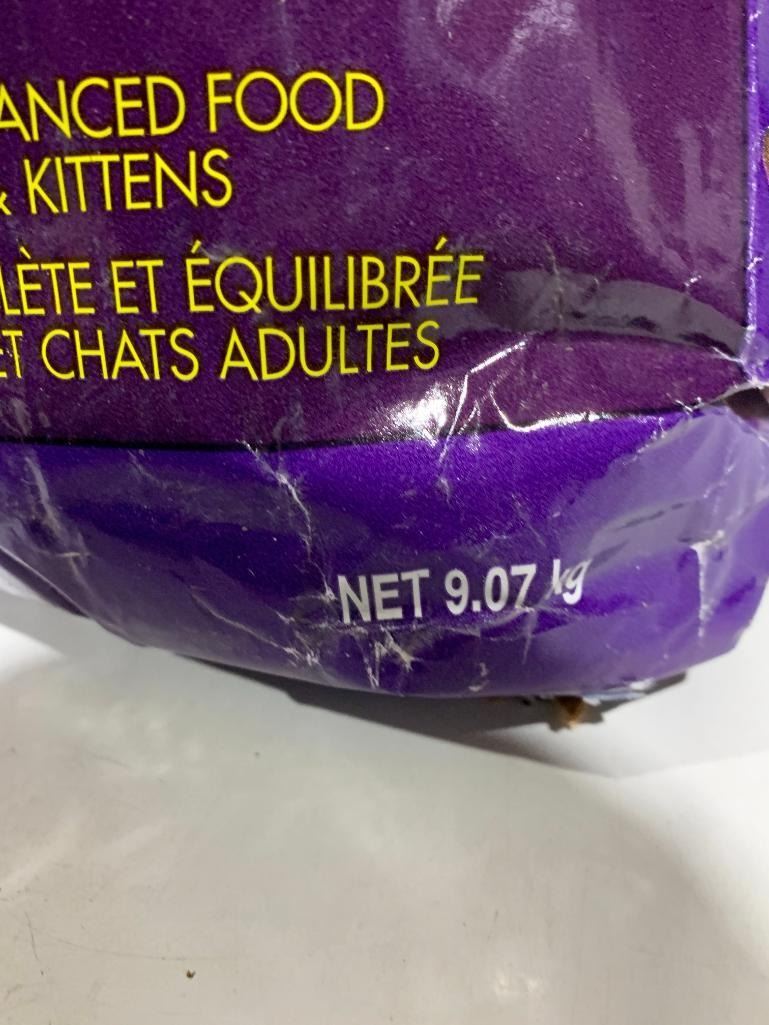 ANCED FOOD
& KITTENS
LÈTE ET ÉQUILIBRÉE
ET CHATS ADULTES
NET 9.07 kg